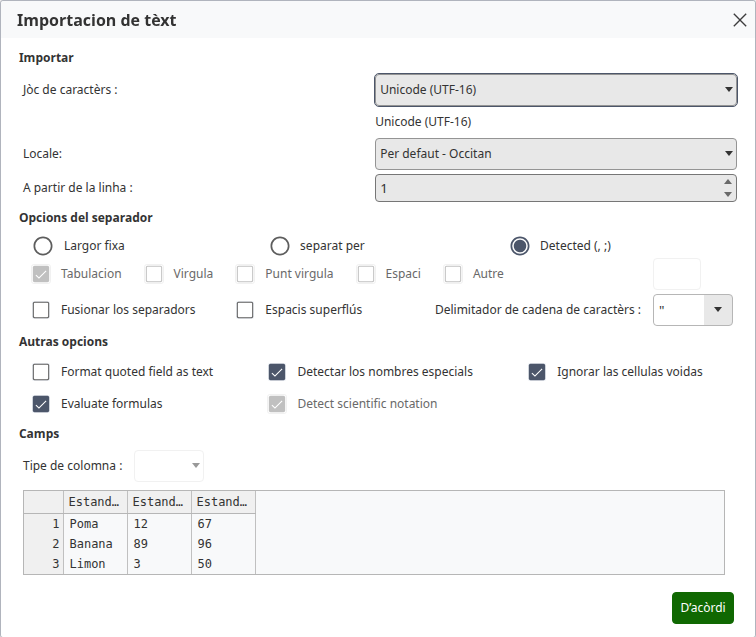 Importacion de tèxt
Importar
Jòc de caractèrs : Unicode (UTF-16)
Unicode (UTF-16)
Locale: Per defaut - Occitan
A partir de la linha : 1
Opcions del separador
Largor fixa separat per Detected (, ;)
Tabulacion Virgula Punt virgula Espaci Autre
Fusionar los separadors Espacis superflús Delimitador de cadena de caractèrs : "
Autras opcions
Format quoted field as text Detectar los nombres especials Ignorar las cellulas voidas
Evaluate formulas Detect scientific notation
Camps
Tipe de colomna :
Estand… Estand… Estand…
1 Poma 12 67
2 Banana 89 96
3 Limon 3 50
D'acòrdi